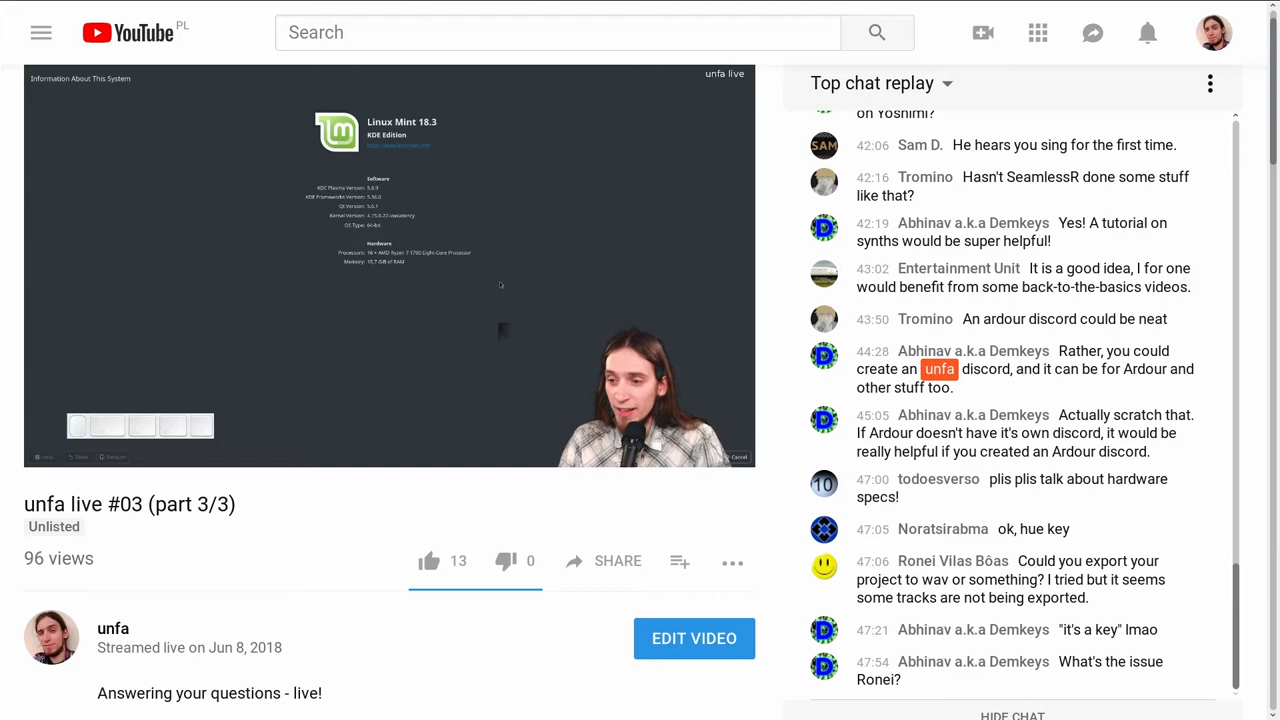 YouTube PL
Search
Information About This System
unfa live
Linux Mint 18.3
KDE Edition
Software
KDE Plasma Version: 5.8.9
KDE Frameworks Version: 5.36.0
Qt Version: 5.6.1
Kernel Version: 4.15.0-22-lowlatency
OS Type: 64-bit
Hardware
Processors: 16 × AMD Ryzen 7 1700 Eight-Core Processor
Memory: 15,7 GiB of RAM
Help
Reset
Default
Cancel
unfa live #03 (part 3/3)
Unlisted
96 views
13
0
SHARE
unfa
Streamed live on Jun 8, 2018
EDIT VIDEO
Answering your questions - live!
Top chat replay
on Yoshimi?
SAM
42:06 Sam D. He hears you sing for the first time.
42:16 Tromino Hasn't SeamlessR done some stuff
like that?
42:19 Abhinav a.k.a Demkeys Yes! A tutorial on
synths would be super helpful!
43:02 Entertainment Unit It is a good idea, I for one
would benefit from some back-to-the-basics videos.
43:50 Tromino An ardour discord could be neat
44:28 Abhinav a.k.a Demkeys Rather, you could
create an unfa discord, and it can be for Ardour and
other stuff too.
45:03 Abhinav a.k.a Demkeys Actually scratch that.
If Ardour doesn't have it's own discord, it would be
really helpful if you created an Ardour discord.
10
47:00 todoesverso plis plis talk about hardware
specs!
47:05 Noratsirabma ok, hue key
47:06 Ronei Vilas Bôas Could you export your
project to wav or something? I tried but it seems
some tracks are not being exported.
47:21 Abhinav a.k.a Demkeys "it's a key" lmao
47:54 Abhinav a.k.a Demkeys What's the issue
Ronei?
HIDE CHAT